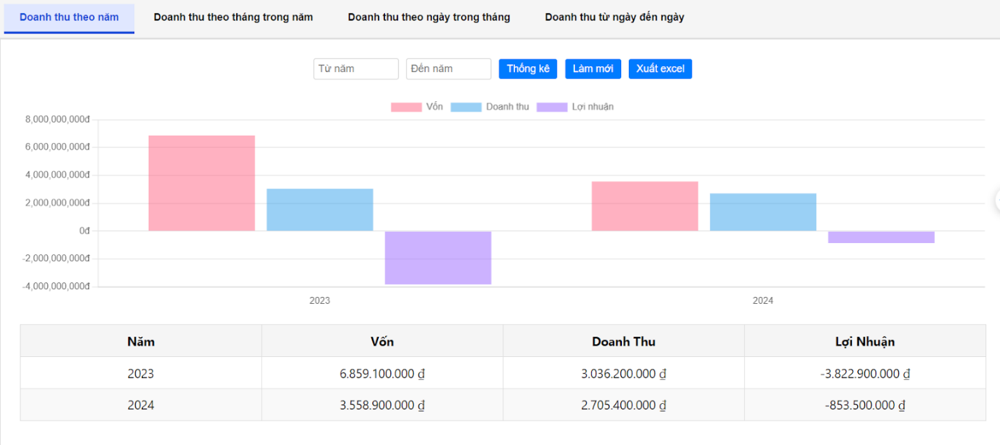 Doanh thu theo năm Doanh thu theo tháng trong năm Doanh thu theo ngày trong tháng Doanh thu từ ngày đến ngày
Từ năm Đến năm Thống kê Làm mới Xuất excel
Vốn Doanh thu Lợi nhuận
8,000,000,000đ
6,000,000,000đ
4,000,000,000đ
2,000,000,000đ
0đ
-2,000,000,000đ
-4,000,000,000đ
2023 2024
Năm Vốn Doanh Thu Lợi Nhuận
2023 6.859.100.000 ₫ 3.036.200.000 ₫ -3.822.900.000 ₫
2024 3.558.900.000 ₫ 2.705.400.000 ₫ -853.500.000 ₫